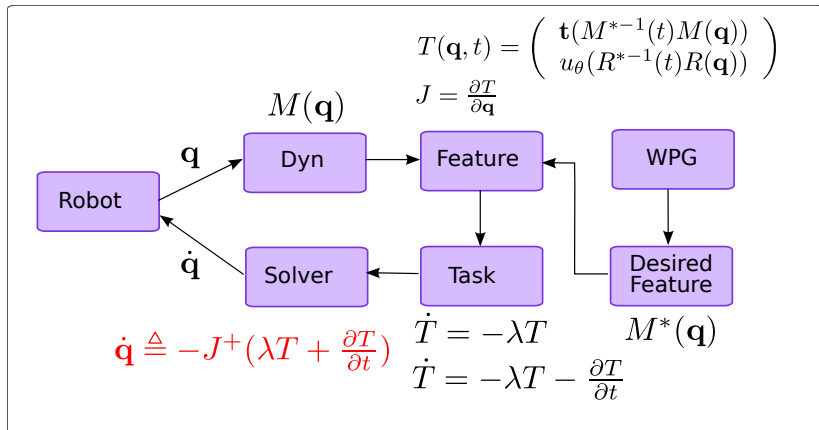 T(𝐪, t) = ( 𝐭(M*⁻¹(t)M(𝐪))
u_θ(R*⁻¹(t)R(𝐪)) )
J = ∂T/∂𝐪
M(𝐪)
𝐪
Dyn
Feature
WPG
Robot
𝐪̇
Solver
Task
Desired
Feature
𝐪̇ ≜ −J⁺(λT + ∂T/∂t)
Ṫ = −λT
M*(𝐪)
Ṫ = −λT − ∂T/∂t